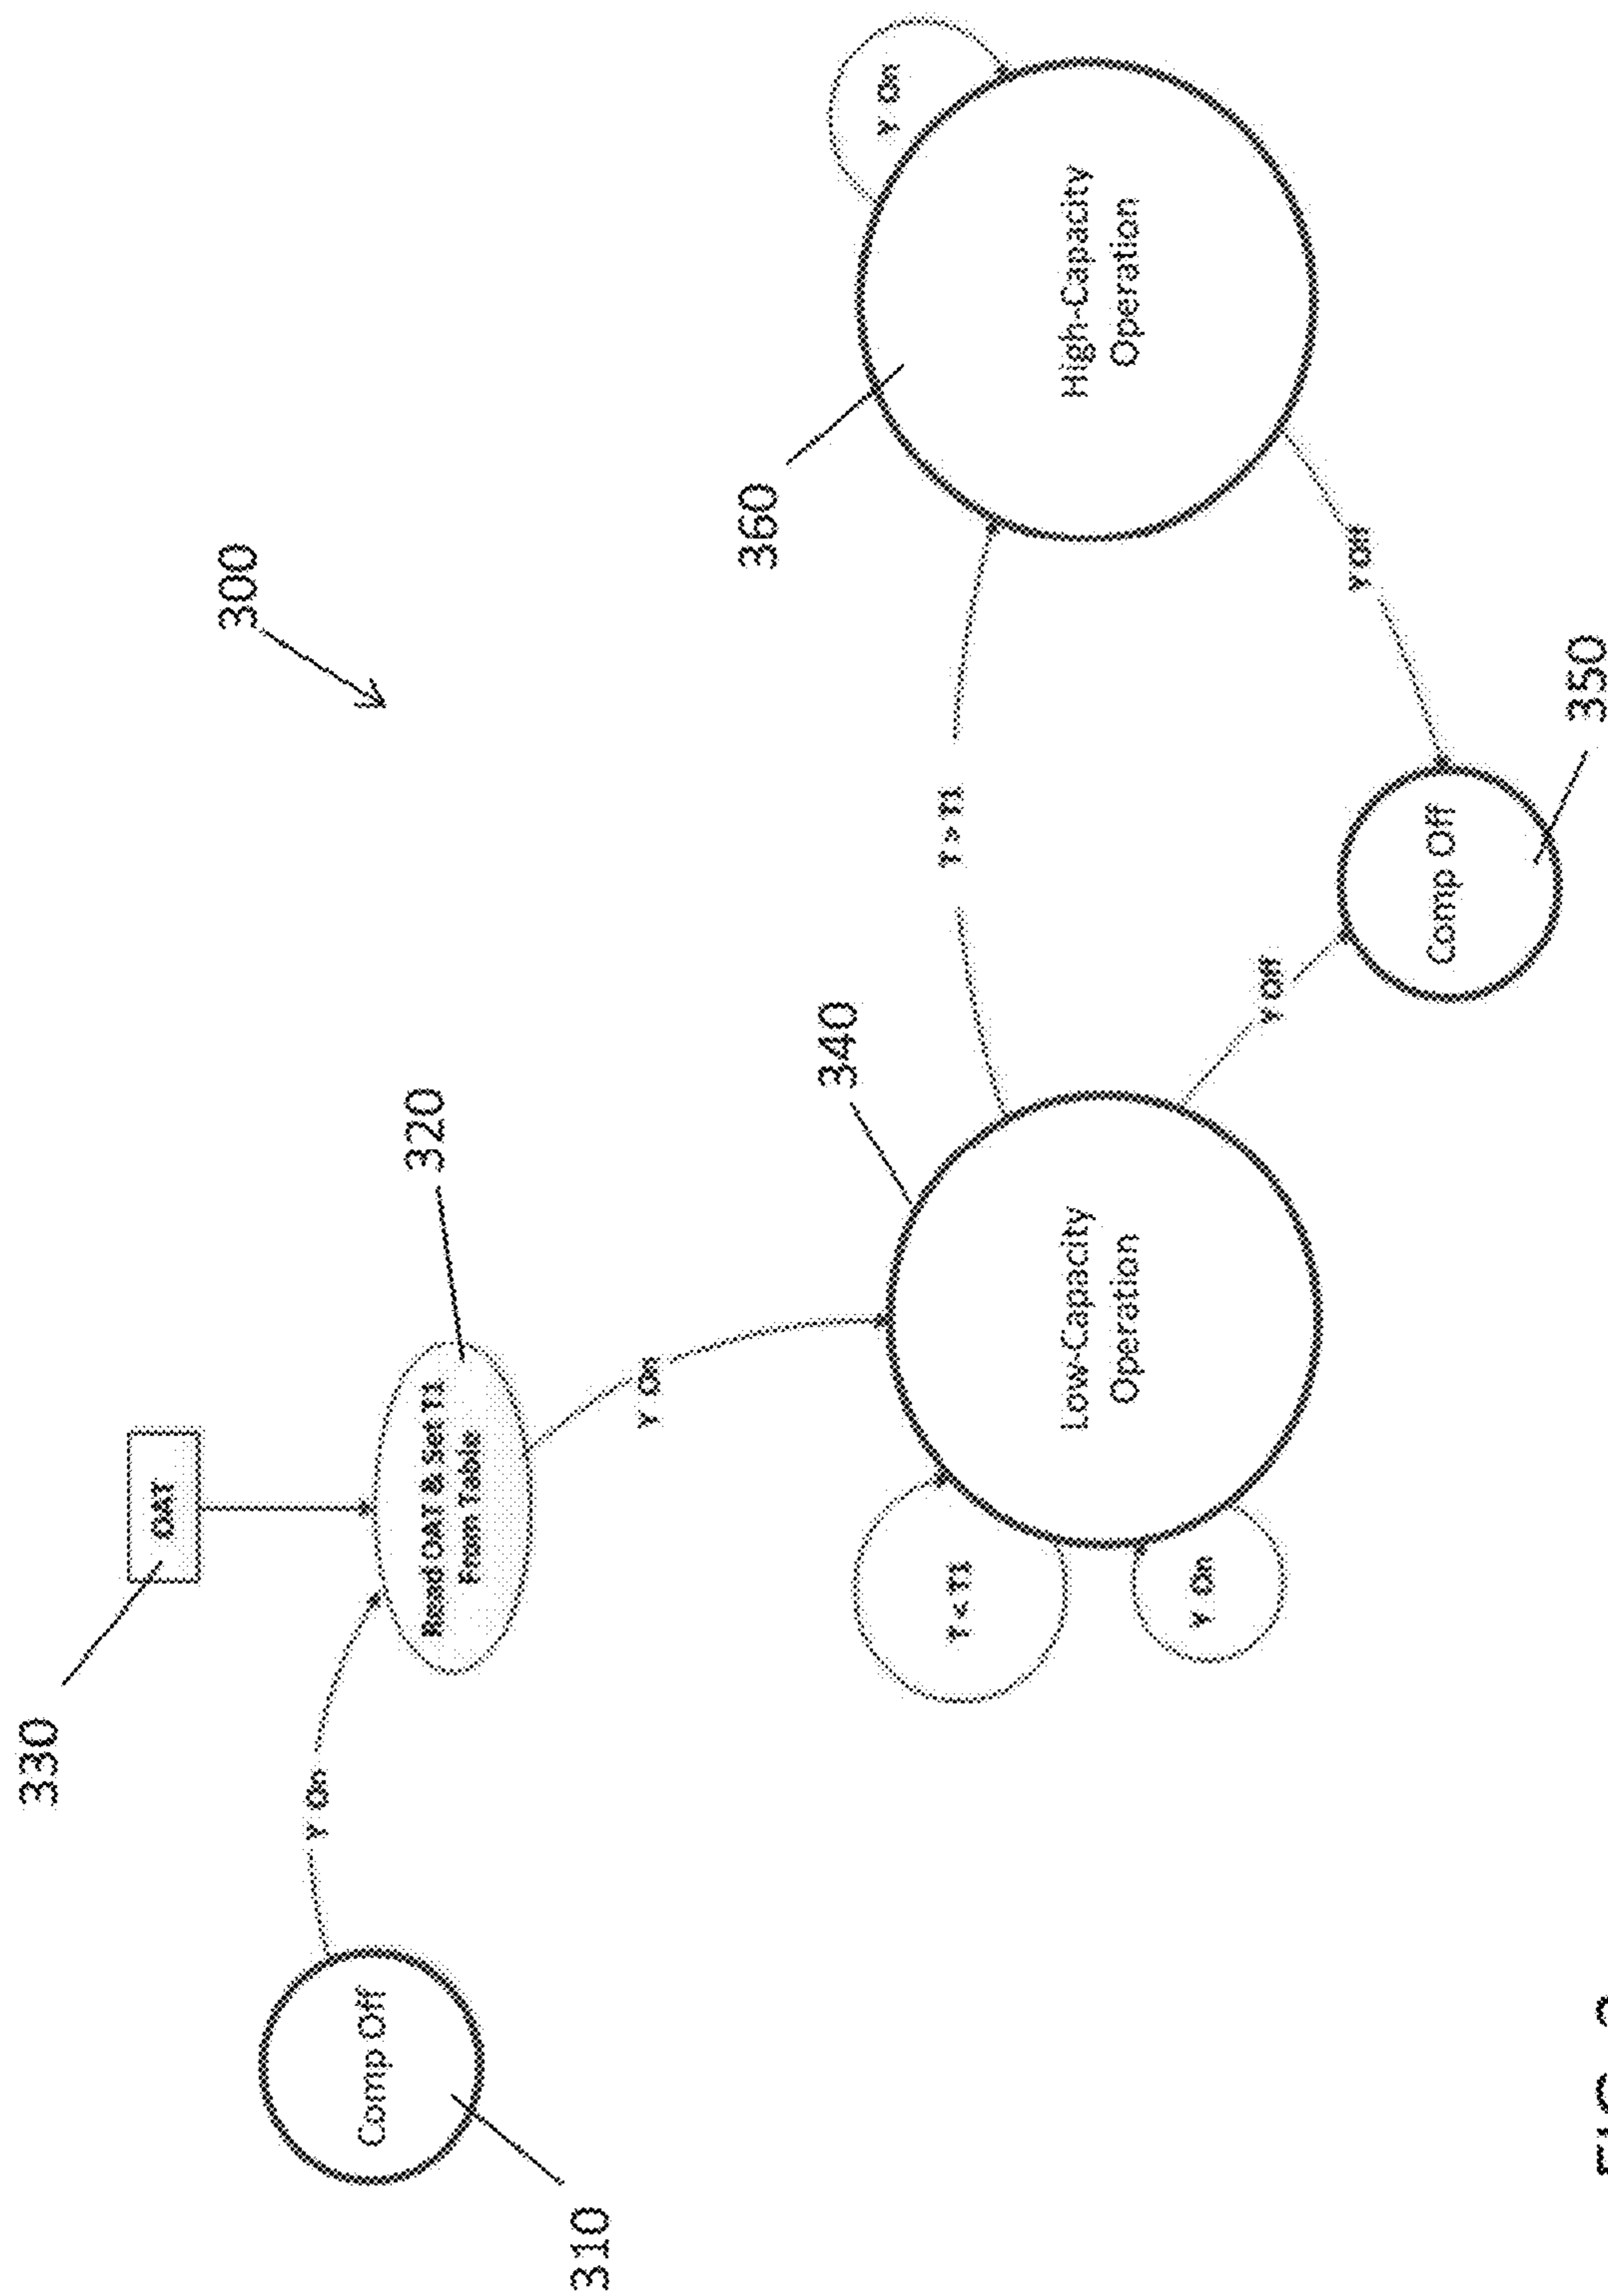 330
OAT
300
Y On
Comp Off
320
Read OAT & Set T1
From Table
310
Y On
360
340
Y On
T < T1
T > T1
Low-Capacity
Operation
High-Capacity
Operation
Y On
Y Off
Y Off
Comp Off
350